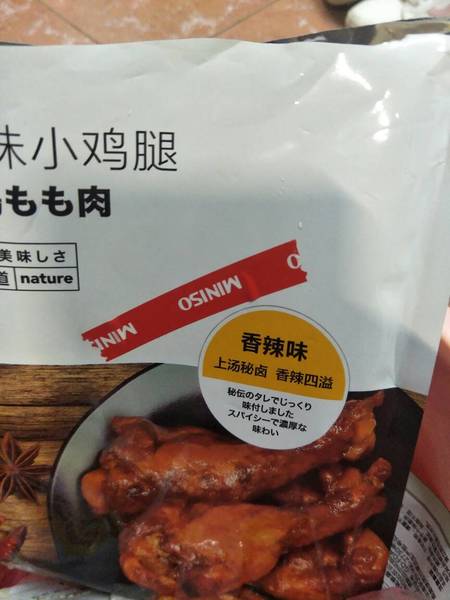 味小鸡腿
もも肉
美味しさ
道 nature
MINISO
MINISO
香辣味
上汤秘卤 香辣四溢
秘伝のタレでじっくり
味付しました
スパイシーで濃厚な
味わい